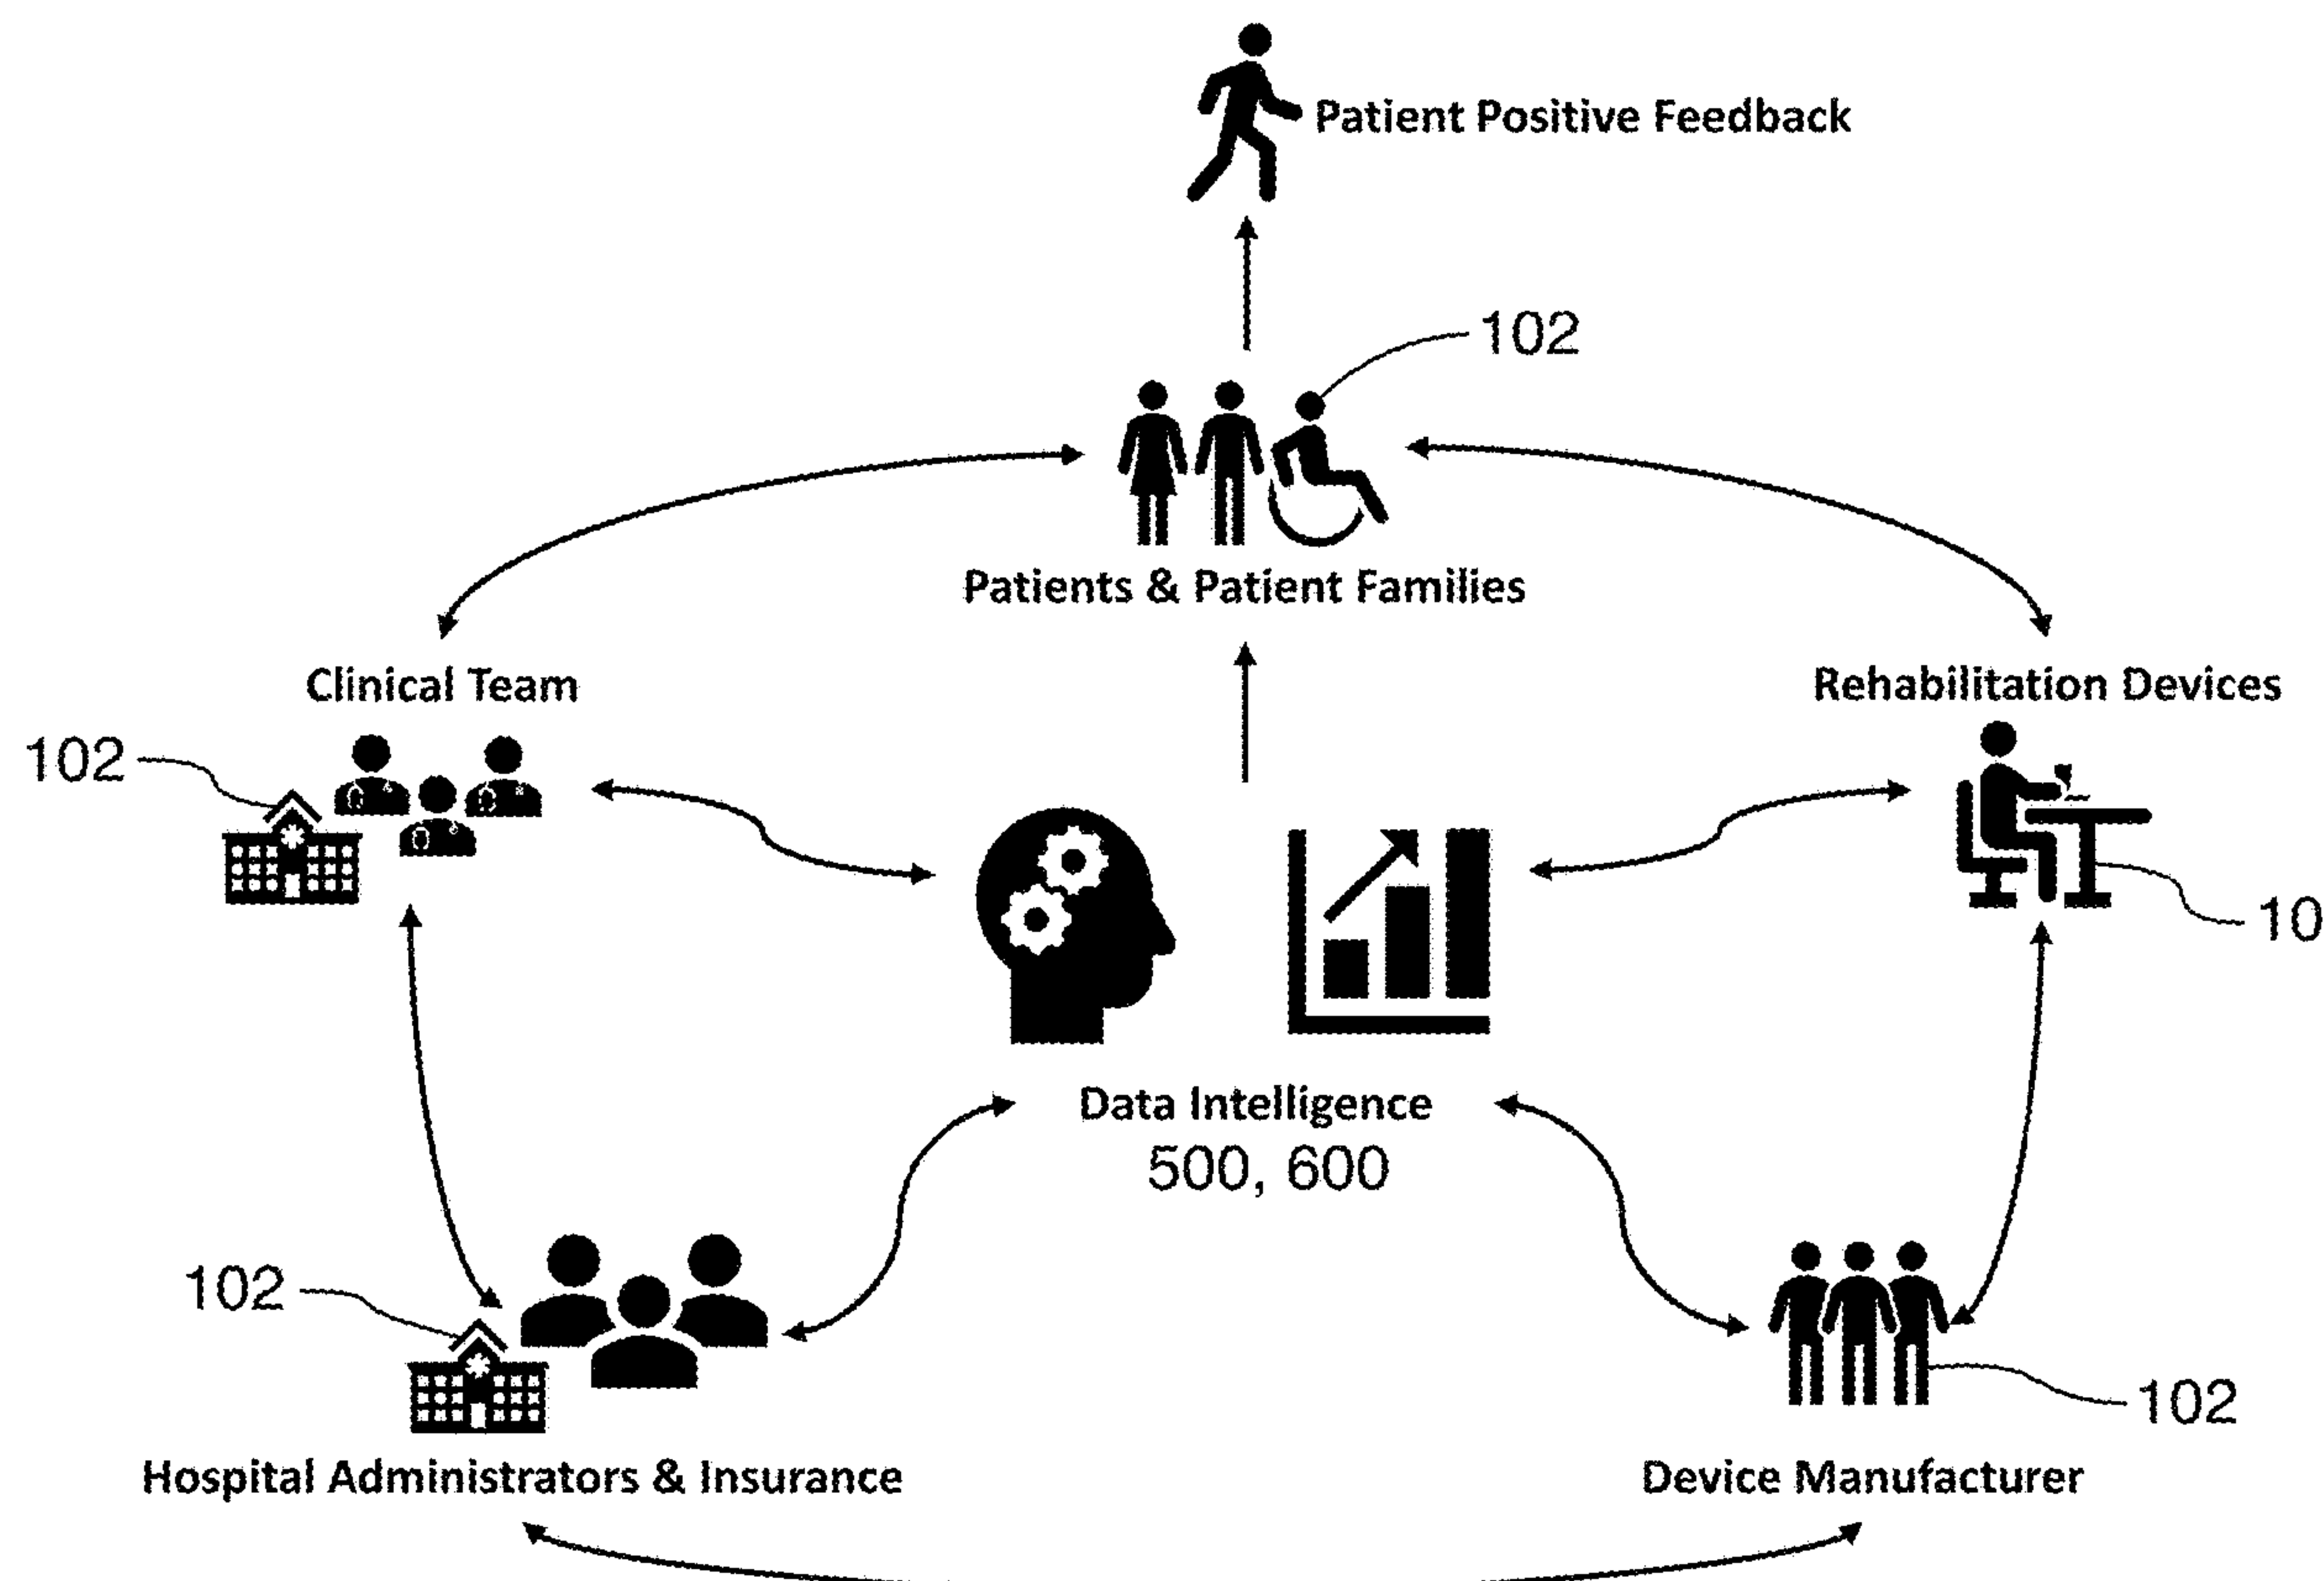 Patient Positive Feedback
102
Patients & Patient Families
Clinical Team
Rehabilitation Devices
102
10
Data Intelligence
500, 600
102
102
Hospital Administrators & Insurance
Device Manufacturer